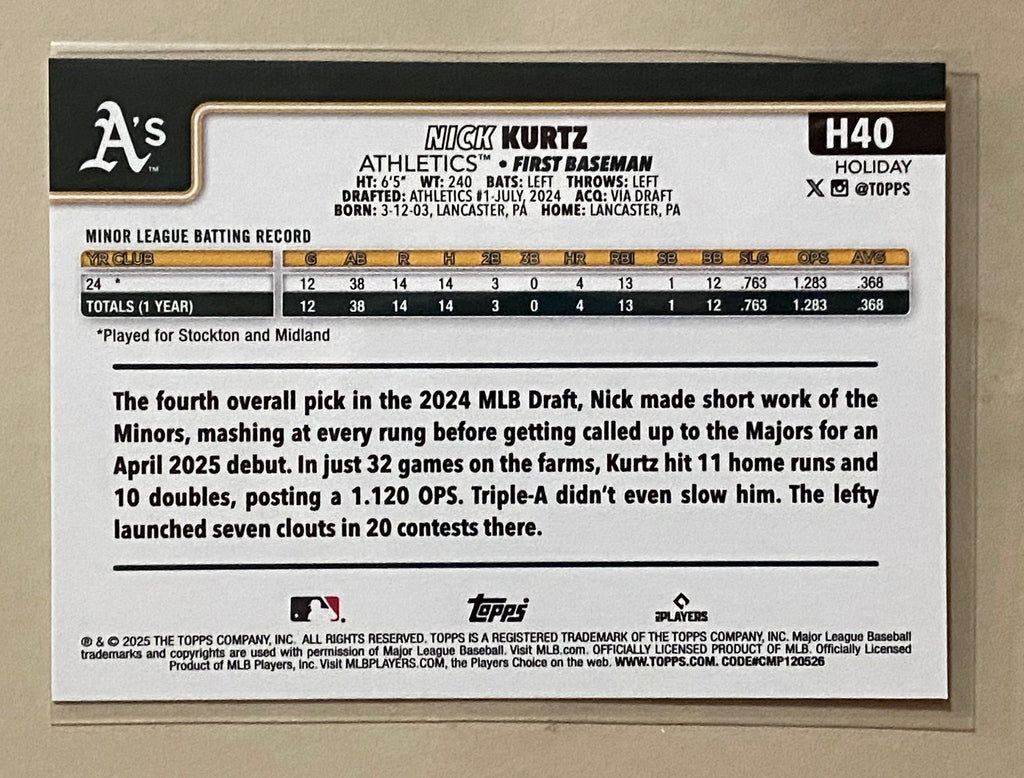 A's™
H40
NICK KURTZ
ATHLETICS™ • FIRST BASEMAN
HOLIDAY
@TOPPS
HT: 6'5" WT: 240 BATS: LEFT THROWS: LEFT
DRAFTED: ATHLETICS #1-JULY, 2024 ACQ: VIA DRAFT
BORN: 3-12-03, LANCASTER, PA HOME: LANCASTER, PA
MINOR LEAGUE BATTING RECORD
YR CLUB G AB R H 2B 3B HR RBI SB BB SLG OPS AVG
24 * 12 38 14 14 3 0 4 13 1 12 .763 1.283 .368
TOTALS (1 YEAR) 12 38 14 14 3 0 4 13 1 12 .763 1.283 .368
*Played for Stockton and Midland
The fourth overall pick in the 2024 MLB Draft, Nick made short work of the
Minors, mashing at every rung before getting called up to the Majors for an
April 2025 debut. In just 32 games on the farms, Kurtz hit 11 home runs and
10 doubles, posting a 1.120 OPS. Triple-A didn't even slow him. The lefty
launched seven clouts in 20 contests there.
Topps
PLAYERS
® & © 2025 THE TOPPS COMPANY, INC. ALL RIGHTS RESERVED. TOPPS IS A REGISTERED TRADEMARK OF THE TOPPS COMPANY, INC. Major League Baseball
trademarks and copyrights are used with permission of Major League Baseball. Visit MLB.com. OFFICIALLY LICENSED PRODUCT OF MLB. Officially Licensed
Product of MLB Players, Inc. Visit MLBPLAYERS.COM, the Players Choice on the web. WWW.TOPPS.COM. CODE#CMP120526